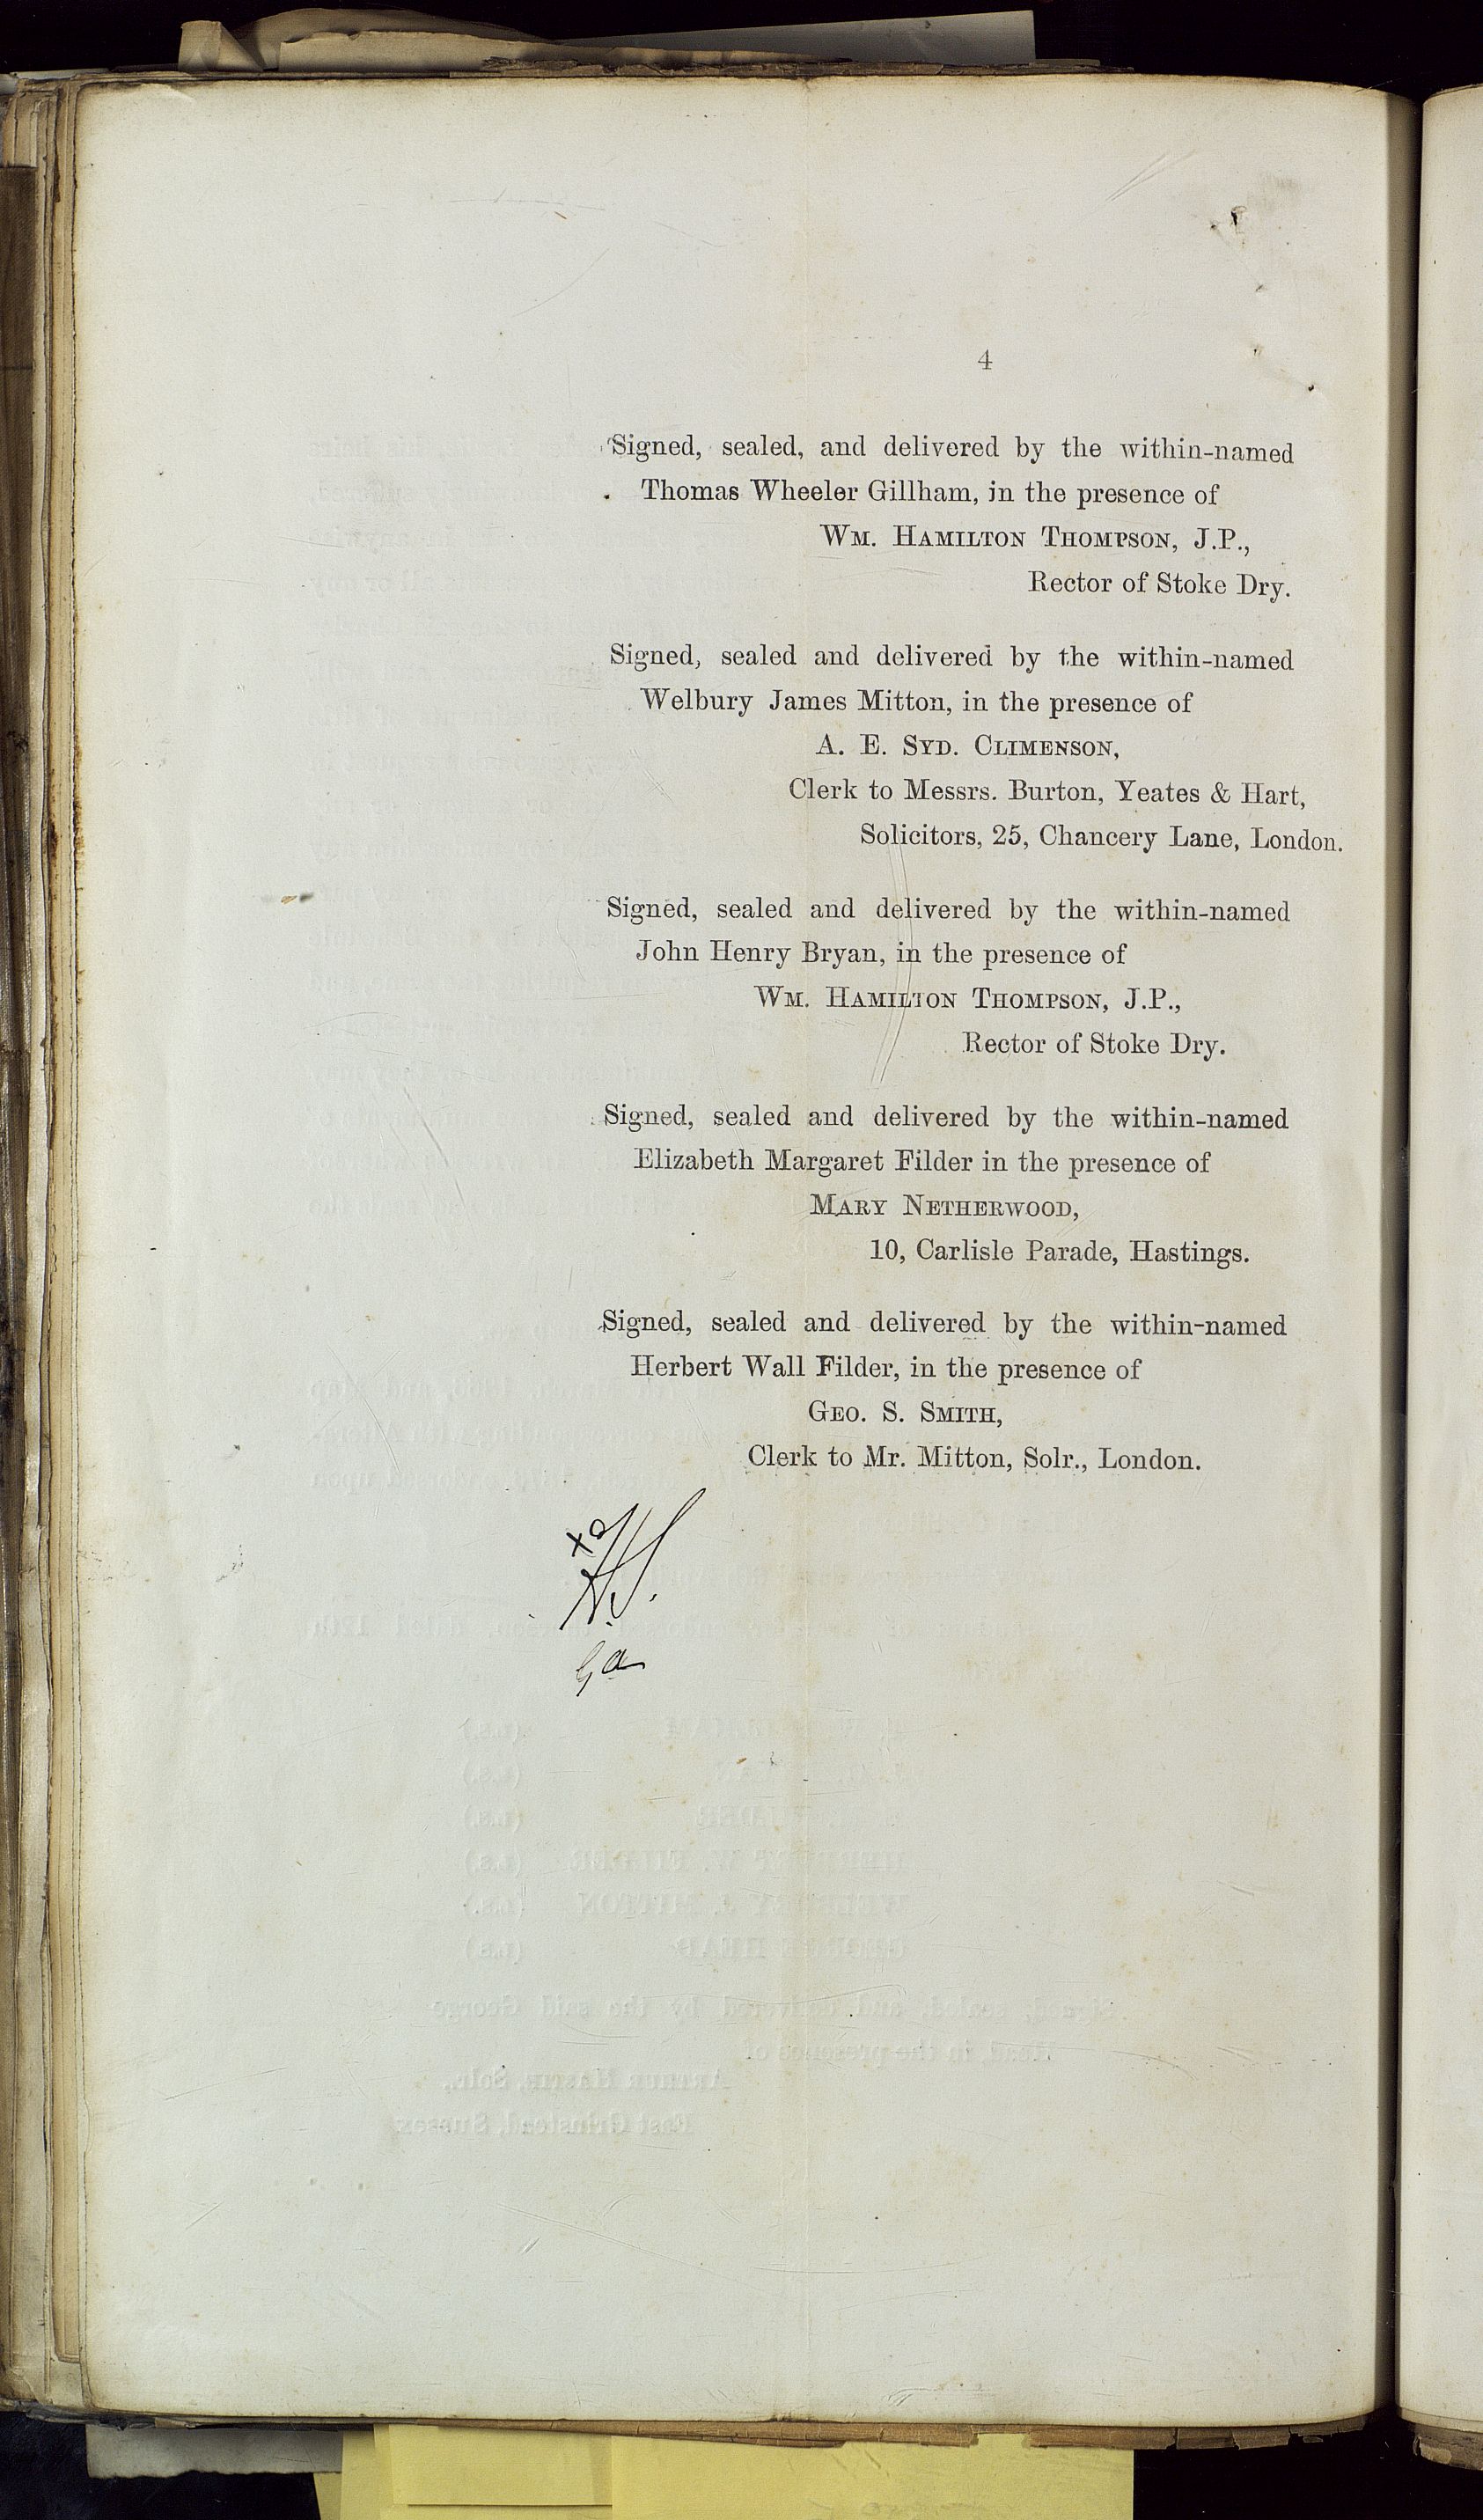 4
Signed, sealed, and delivered by the within-named
Thomas Wheeler Gillham, in the presence of
WM. HAMILTON THOMPSON, J.P.,
Rector of Stoke Dry.
Signed, sealed and delivered by the within-named
Welbury James Mitton, in the presence of
A. E. SYD. CLIMENSON,
Clerk to Messrs. Burton, Yeates & Hart,
Solicitors, 25, Chancery Lane, London.
Signed, sealed and delivered by the within-named
John Henry Bryan, in the presence of
WM. HAMILTON THOMPSON, J.P.,
Rector of Stoke Dry.
Signed, sealed and delivered by the within-named
Elizabeth Margaret Filder in the presence of
MARY NETHERWOOD,
10, Carlisle Parade, Hastings.
Signed, sealed and delivered by the within-named
Herbert Wall Filder, in the presence of
GEO. S. SMITH,
Clerk to Mr. Mitton, Solr., London.